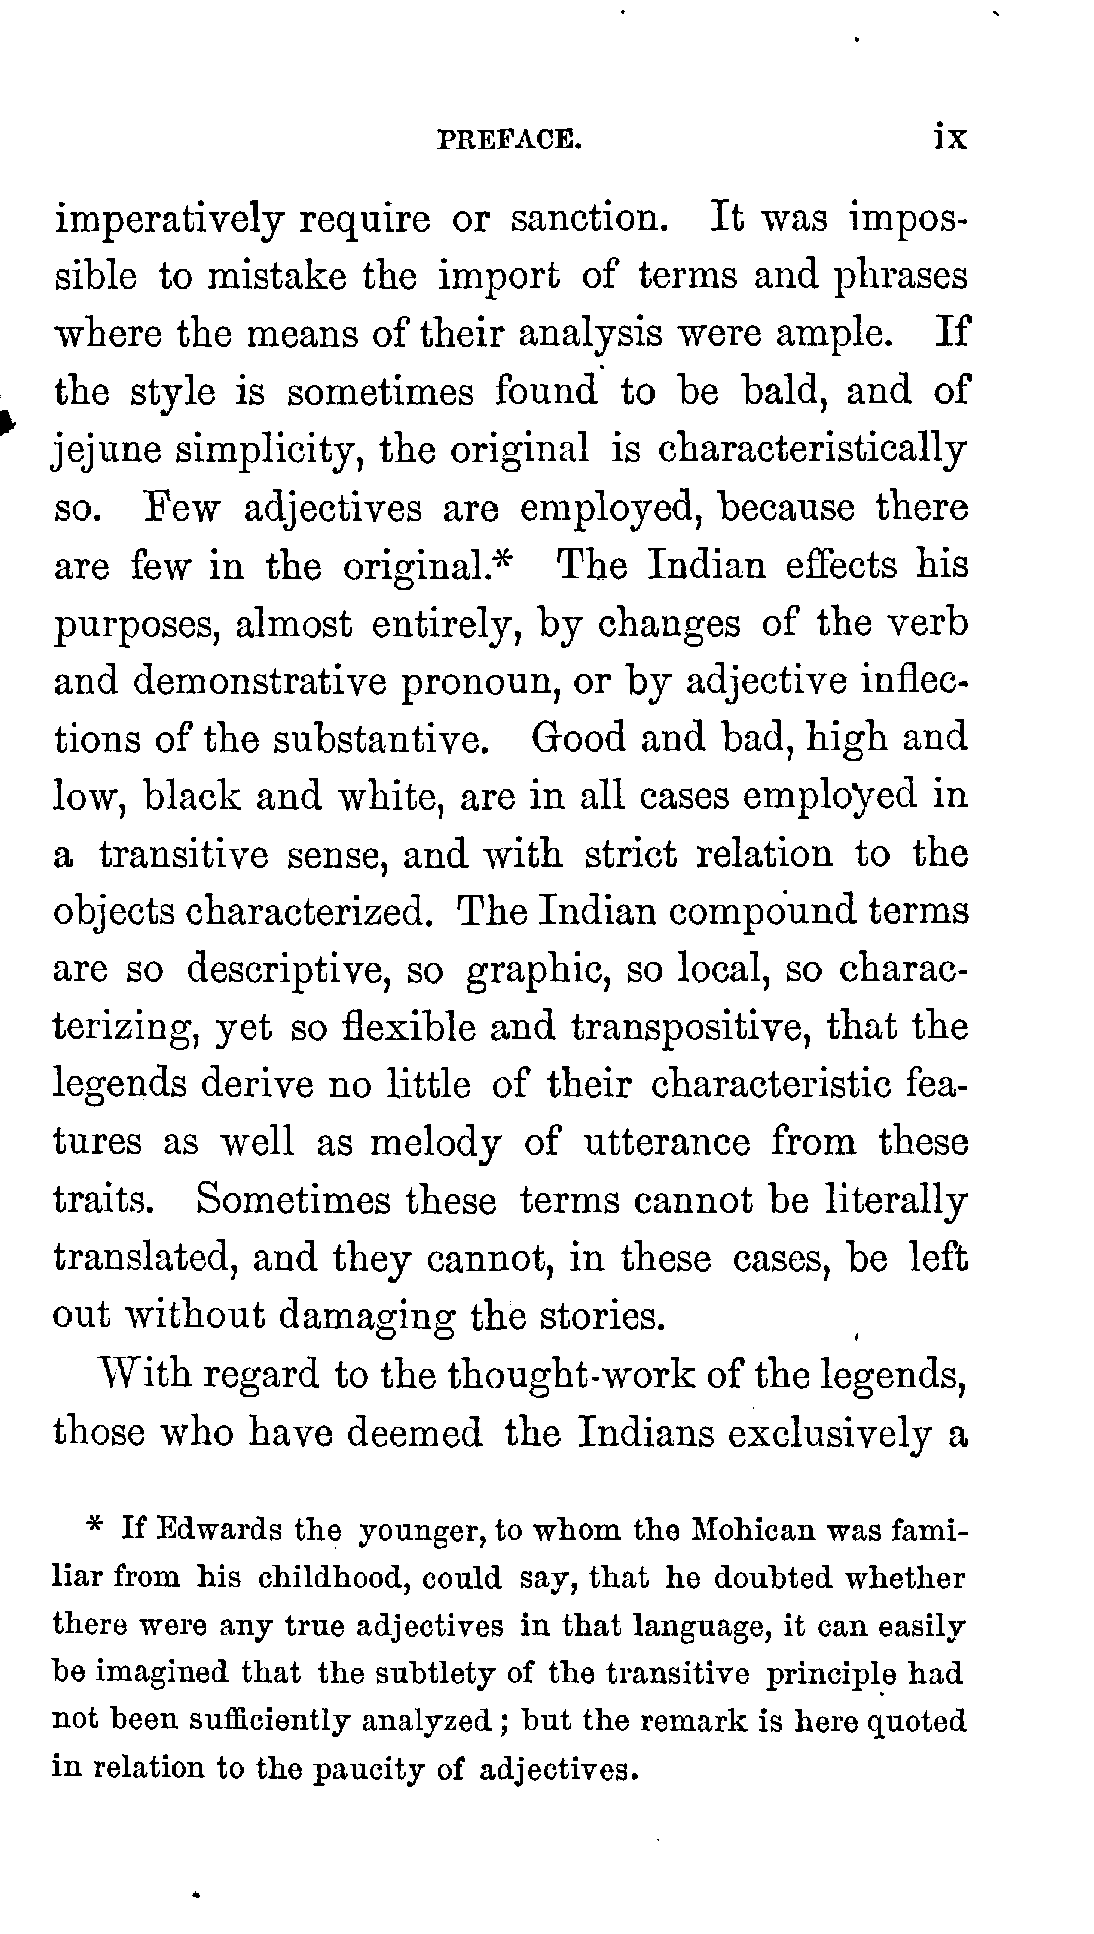 PREFACE. ix
imperatively require or sanction. It was impos-
sible to mistake the import of terms and phrases
where the means of their analysis were ample. If
the style is sometimes found to be bald, and of
jejune simplicity, the original is characteristically
so. Few adjectives are employed, because there
are few in the original.* The Indian effects his
purposes, almost entirely, by changes of the verb
and demonstrative pronoun, or by adjective inflec-
tions of the substantive. Good and bad, high and
low, black and white, are in all cases employed in
a transitive sense, and with strict relation to the
objects characterized. The Indian compound terms
are so descriptive, so graphic, so local, so charac-
terizing, yet so flexible and transpositive, that the
legends derive no little of their characteristic fea-
tures as well as melody of utterance from these
traits. Sometimes these terms cannot be literally
translated, and they cannot, in these cases, be left
out without damaging the stories.
With regard to the thought-work of the legends,
those who have deemed the Indians exclusively a
* If Edwards the younger, to whom the Mohican was fami-
liar from his childhood, could say, that he doubted whether
there were any true adjectives in that language, it can easily
be imagined that the subtlety of the transitive principle had
not been sufficiently analyzed; but the remark is here quoted
in relation to the paucity of adjectives.